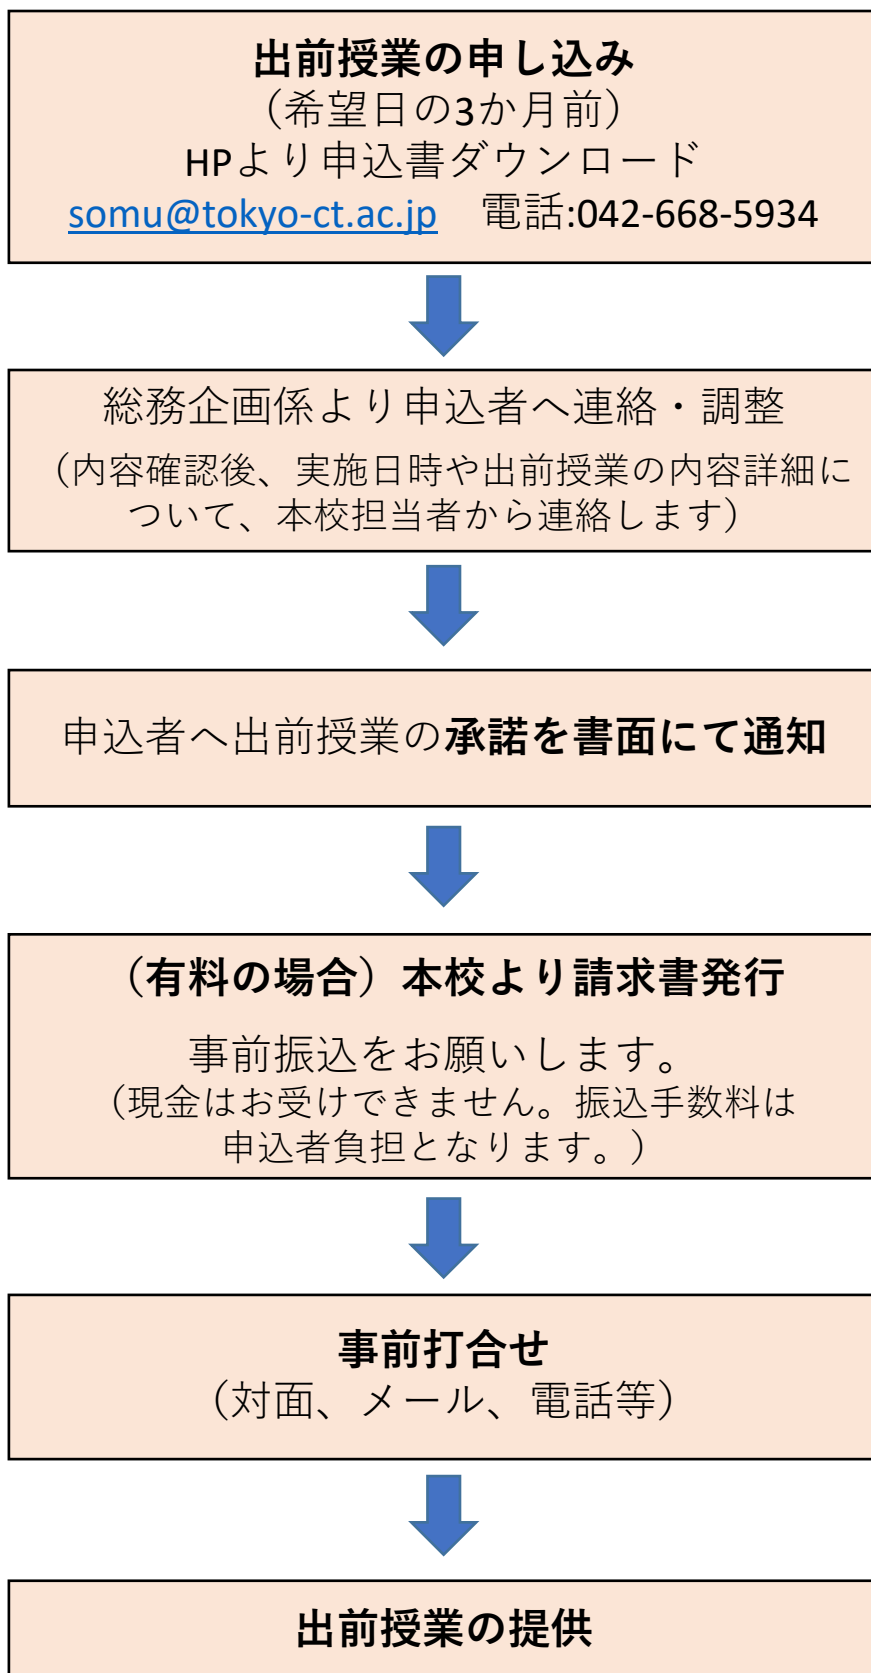 出前授業の申し込み
（希望日の3か月前）
HPより申込書ダウンロード
somu@tokyo-ct.ac.jp　電話:042-668-5934
総務企画係より申込者へ連絡・調整
（内容確認後、実施日時や出前授業の内容詳細に
ついて、本校担当者から連絡します）
申込者へ出前授業の承諾を書面にて通知
（有料の場合）本校より請求書発行
事前振込をお願いします。
（現金はお受けできません。振込手数料は
申込者負担となります。）
事前打合せ
（対面、メール、電話等）
出前授業の提供